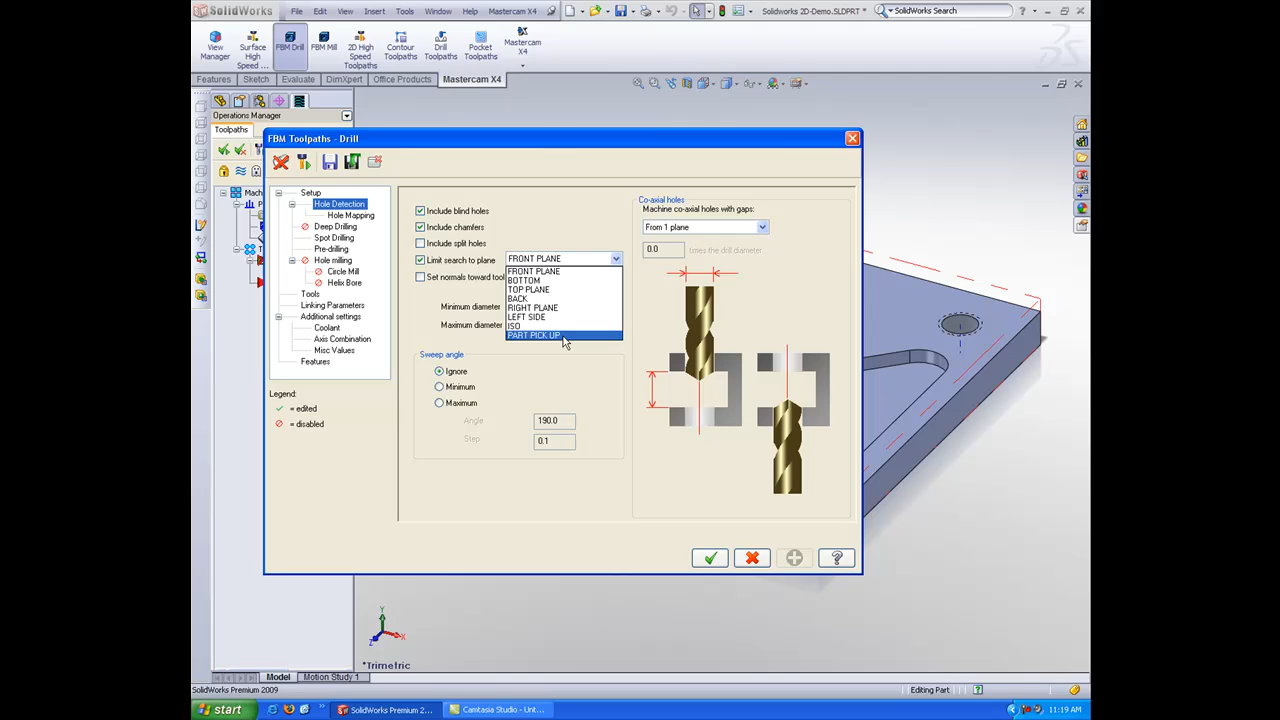 SolidWorks File Edit View Insert Tools Window Mastercam X4 Solidworks 2D-Demo.SLDPRT * SolidWorks Search
View Manager
Surface High Speed ...
FBM Drill
FBM Mill
2D High Speed Toolpaths
Contour Toolpaths
Drill Toolpaths
Pocket Toolpaths
Mastercam X4
Features Sketch Evaluate DimXpert Office Products Mastercam X4
Operations Manager
Toolpaths
Mach
P
T
FBM Toolpaths - Drill
Setup
Hole Detection
Hole Mapping
Deep Drilling
Spot Drilling
Pre-drilling
Hole milling
Circle Mill
Helix Bore
Tools
Linking Parameters
Additional settings
Coolant
Axis Combination
Misc Values
Features
Legend:
= edited
= disabled
Include blind holes
Include chamfers
Include split holes
Limit search to plane FRONT PLANE
Set normals toward tool
FRONT PLANE
BOTTOM
TOP PLANE
BACK
RIGHT PLANE
LEFT SIDE
ISO
PART PICK UP
Minimum diameter
Maximum diameter
Sweep angle
Ignore
Minimum
Maximum
Angle 190.0
Step 0.1
Co-axial holes
Machine co-axial holes with gaps:
From 1 plane
0.0 times the drill diameter
Y
X
Z
*Trimetric
Model Motion Study 1
SolidWorks Premium 2009 Editing Part
start SolidWorks Premium 2... Camtasia Studio - Unt... 11:19 AM